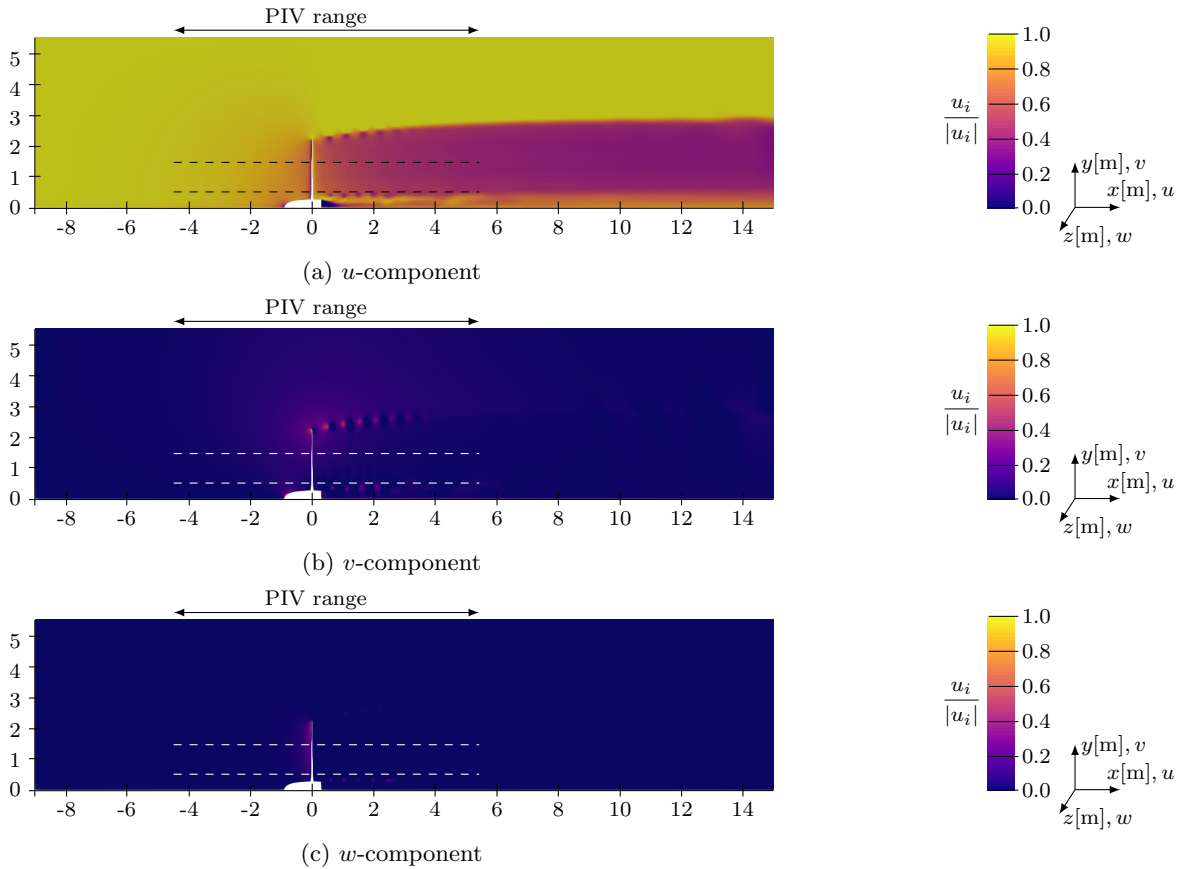 PIV range
5
4
3
2
1
0
-8 -6 -4 -2 0 2 4 6 8 10 12 14
(a) u-component
1.0
0.8
0.6
0.4
0.2
0.0
u_i
|u_i|
y[m], v
x[m], u
z[m], w
PIV range
5
4
3
2
1
0
-8 -6 -4 -2 0 2 4 6 8 10 12 14
(b) v-component
1.0
0.8
0.6
0.4
0.2
0.0
u_i
|u_i|
y[m], v
x[m], u
z[m], w
PIV range
5
4
3
2
1
0
-8 -6 -4 -2 0 2 4 6 8 10 12 14
(c) w-component
1.0
0.8
0.6
0.4
0.2
0.0
u_i
|u_i|
y[m], v
x[m], u
z[m], w